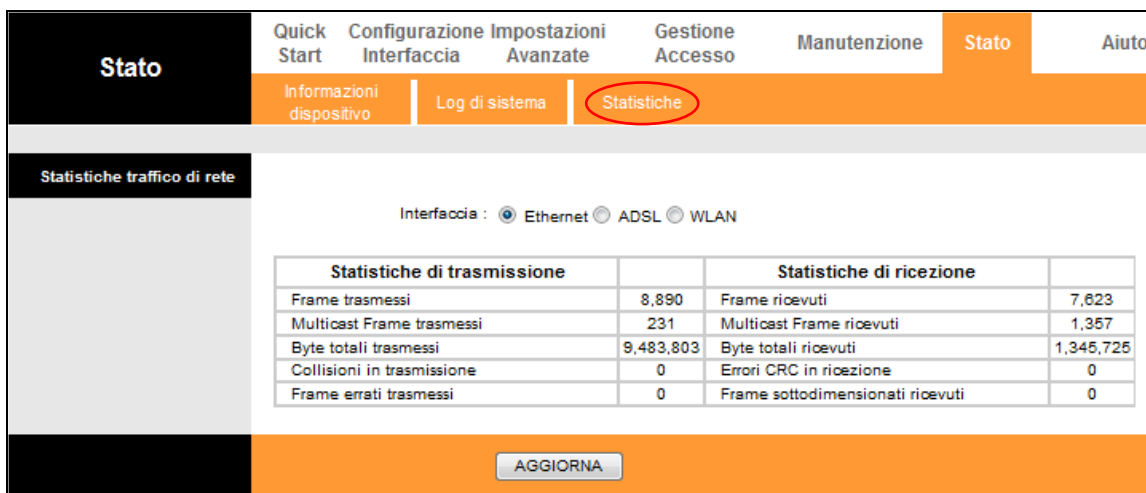 Stato
Quick Start
Configurazione Interfaccia
Impostazioni Avanzate
Gestione Accesso
Manutenzione
Stato
Aiuto
Informazioni dispositivo
Log di sistema
Statistiche
Statistiche traffico di rete
Interfaccia : Ethernet ADSL WLAN
Statistiche di trasmissione Statistiche di ricezione
Frame trasmessi 8,890 Frame ricevuti 7,623
Multicast Frame trasmessi 231 Multicast Frame ricevuti 1,357
Byte totali trasmessi 9,483,803 Byte totali ricevuti 1,345,725
Collisioni in trasmissione 0 Errori CRC in ricezione 0
Frame errati trasmessi 0 Frame sottodimensionati ricevuti 0
AGGIORNA